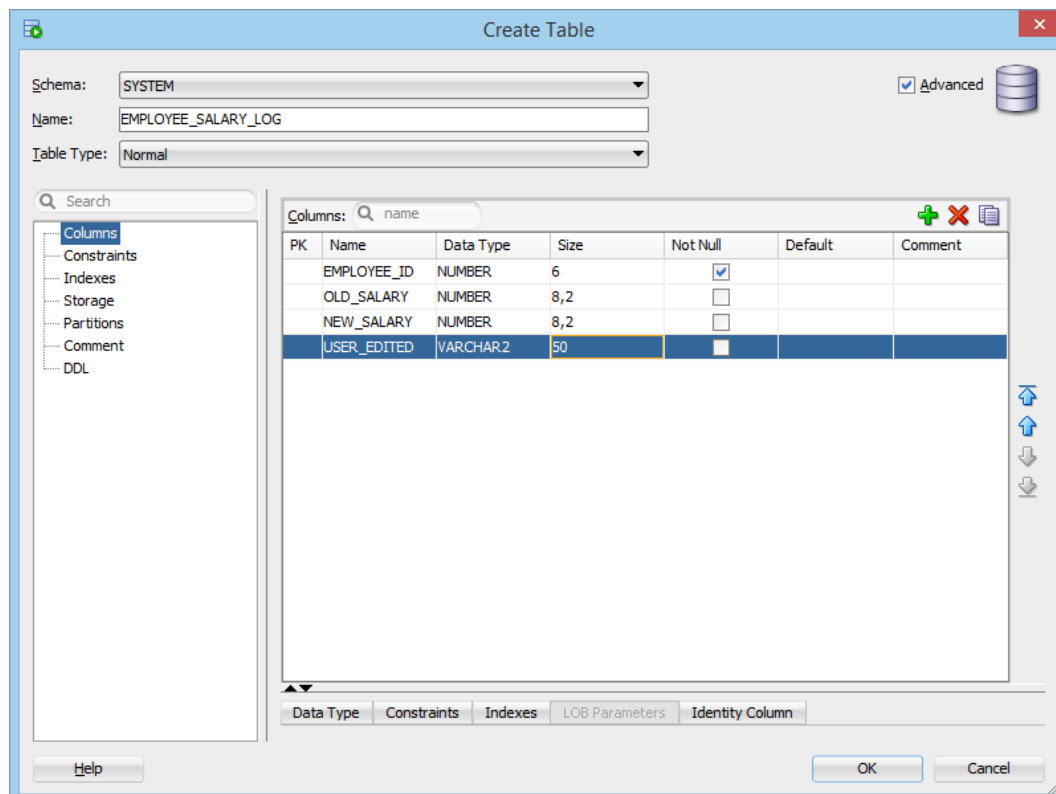 Create Table
Schema: SYSTEM Advanced
Name: EMPLOYEE_SALARY_LOG
Table Type: Normal
Search
Columns
Constraints
Indexes
Storage
Partitions
Comment
DDL
Columns: name
PK Name Data Type Size Not Null Default Comment
EMPLOYEE_ID NUMBER 6
OLD_SALARY NUMBER 8,2
NEW_SALARY NUMBER 8,2
USER_EDITED VARCHAR2 50
Data Type Constraints Indexes LOB Parameters Identity Column
Help OK Cancel